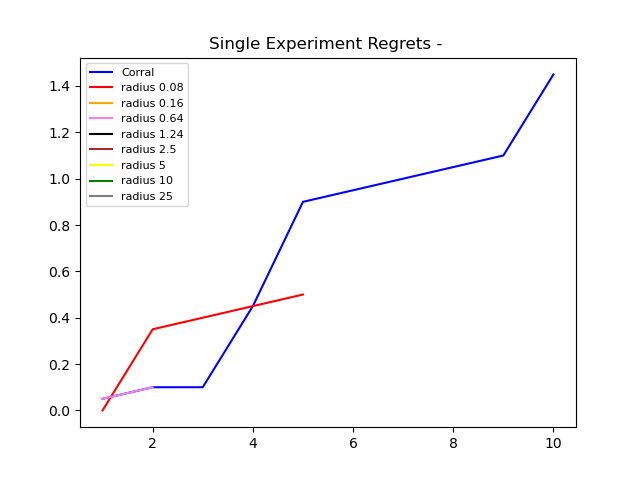 Single Experiment Regrets -
Corral
radius 0.08
radius 0.16
radius 0.64
radius 1.24
radius 2.5
radius 5
radius 10
radius 25
1.4
1.2
1.0
0.8
0.6
0.4
0.2
0.0
2 4 6 8 10